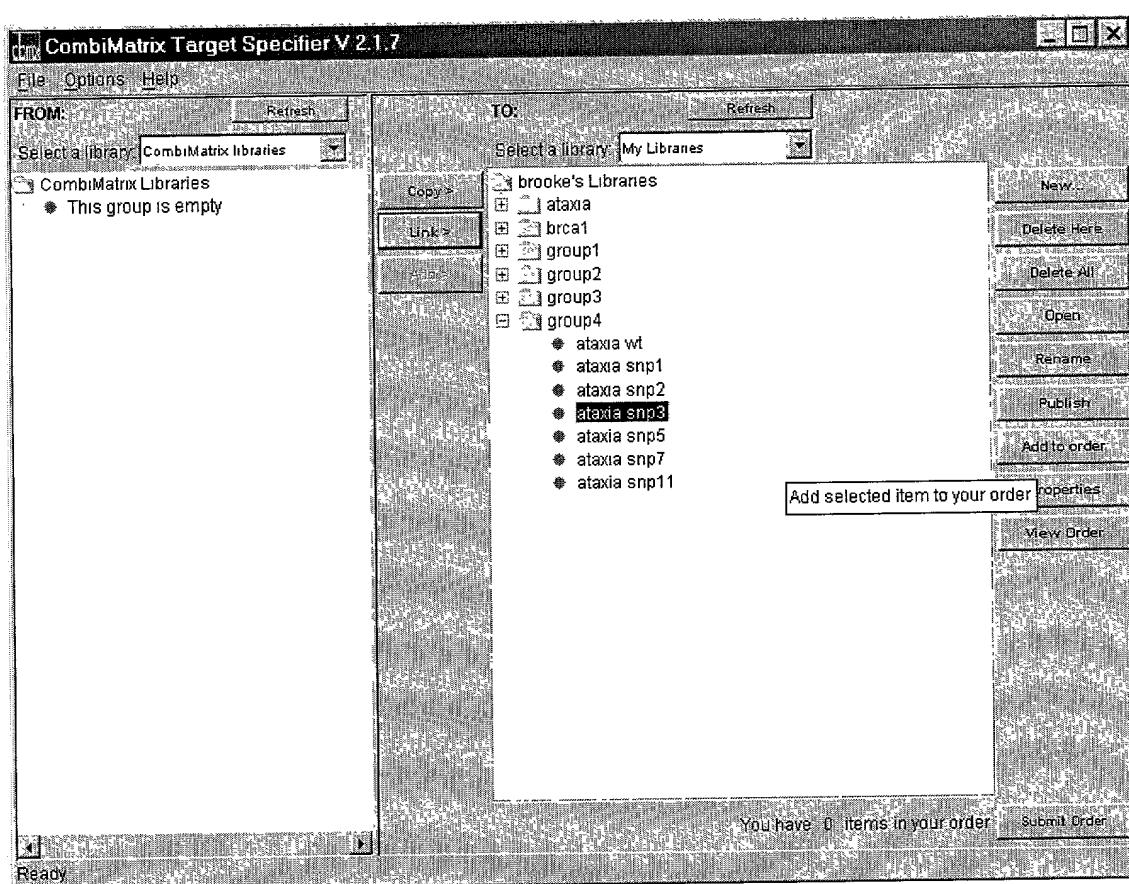 CombiMatrix Target Specifier V 2.1.7
File Options Help
FROM:
Refresh
Select a library: CombiMatrix libraries
CombiMatrix Libraries
This group is empty
Copy >
Link >
TO:
Refresh
Select a library: My Libraries
brooke's Libraries
ataxia
brca1
group1
group2
group3
group4
ataxia wt
ataxia snp1
ataxia snp2
ataxia snp3
ataxia snp5
ataxia snp7
ataxia snp11
New...
Delete Here
Delete All
Open
Rename
Publish
Add to order
Add selected item to your order
roperties
View Order
You have 0 items in your order
Submit Order
Ready